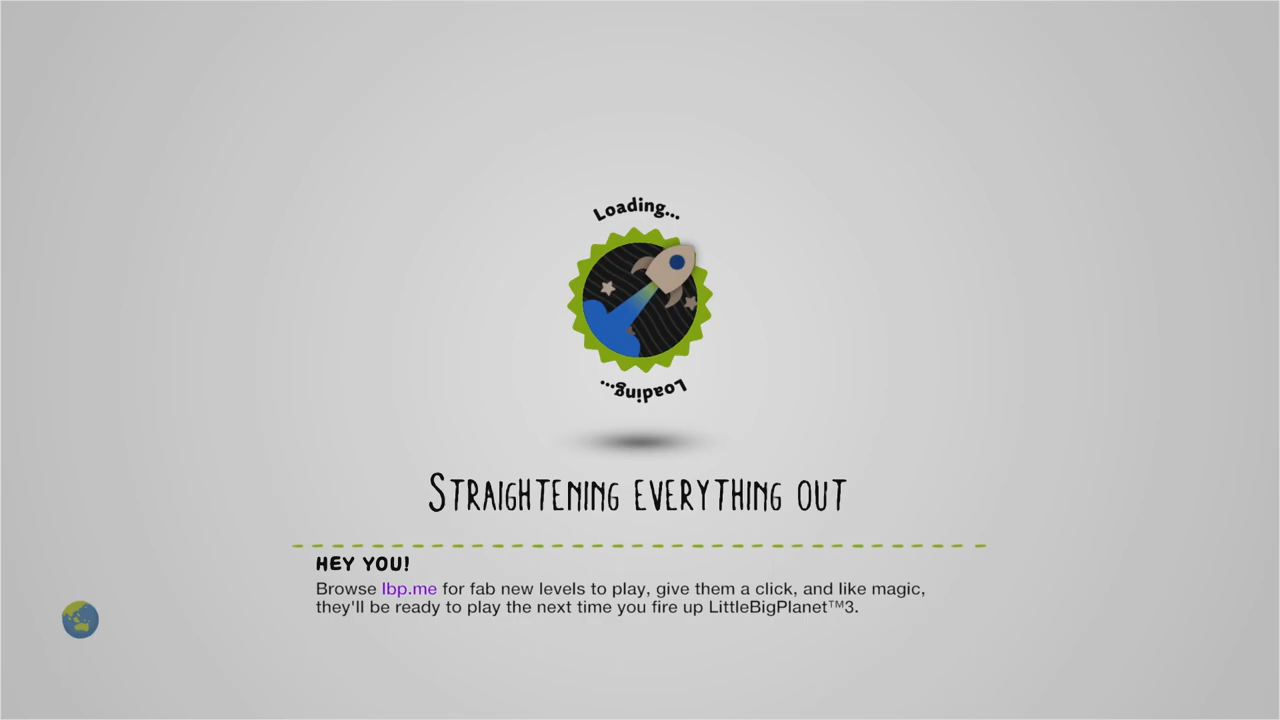 Loading...
Loading...
STRAIGHTENING EVERYTHING OUT
HEY YOU!
Browse lbp.me for fab new levels to play, give them a click, and like magic,
they'll be ready to play the next time you fire up LittleBigPlanet™3.